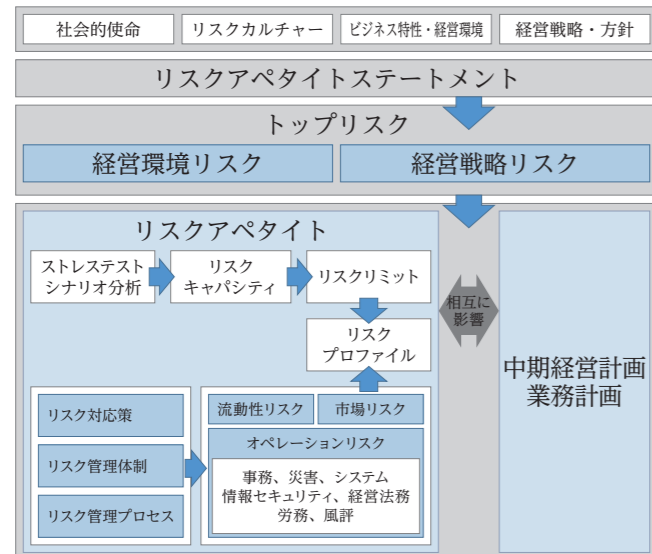 社会的使命
リスクカルチャー
ビジネス特性・経営環境
経営戦略・方針
リスクアペタイトステートメント
トップリスク
経営環境リスク
経営戦略リスク
リスクアペタイト
ストレステスト
シナリオ分析
リスク
キャパシティ
リスクリミット
リスク
プロファイル
相互に
影響
中期経営計画
業務計画
リスク対応策
リスク管理体制
リスク管理プロセス
流動性リスク
市場リスク
オペレーションリスク
事務、災害、システム
情報セキュリティ、経営法務
労務、風評